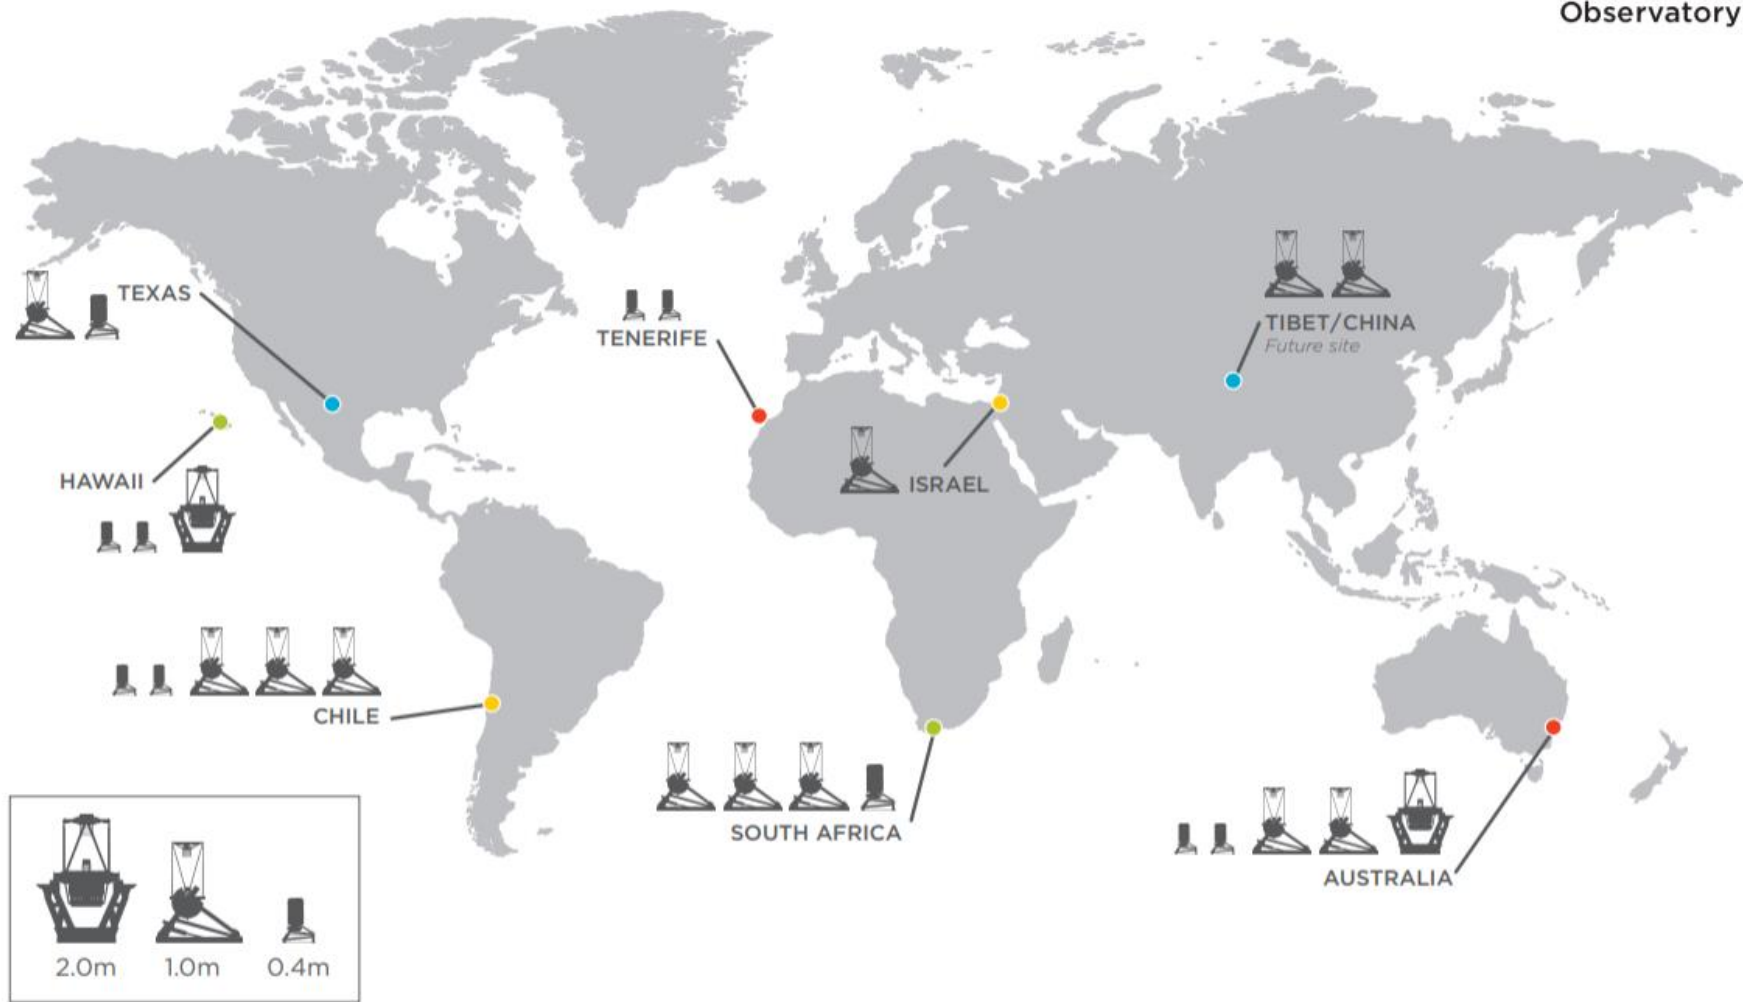 Observatory
TEXAS
TENERIFE
TIBET/CHINA
Future site
HAWAII
ISRAEL
CHILE
SOUTH AFRICA
AUSTRALIA
2.0m
1.0m
0.4m